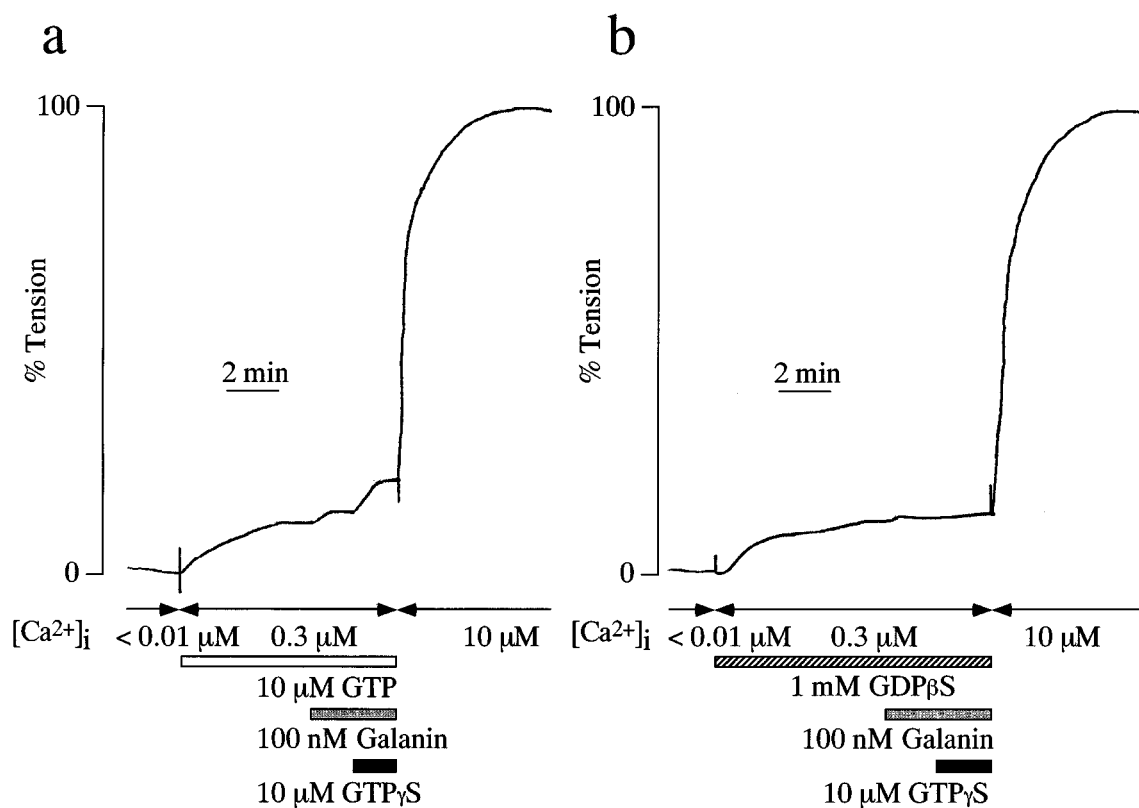 a
100
% Tension
2 min
0
[Ca²⁺]i
< 0.01 µM
0.3 µM
10 µM
10 µM GTP
100 nM Galanin
10 µM GTPγS
b
100
% Tension
2 min
0
[Ca²⁺]i
< 0.01 µM
0.3 µM
10 µM
1 mM GDPβS
100 nM Galanin
10 µM GTPγS